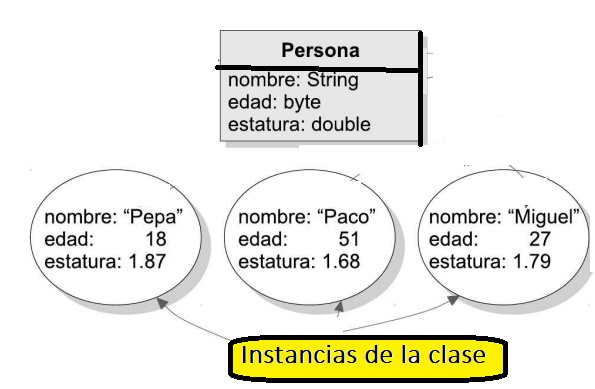 Persona
nombre: String
edad: byte
estatura: double
nombre: “Pepa”
edad: 18
estatura: 1.87
nombre: “Paco”
edad: 51
estatura: 1.68
nombre: “Miguel”
edad: 27
estatura: 1.79
Instancias de la clase